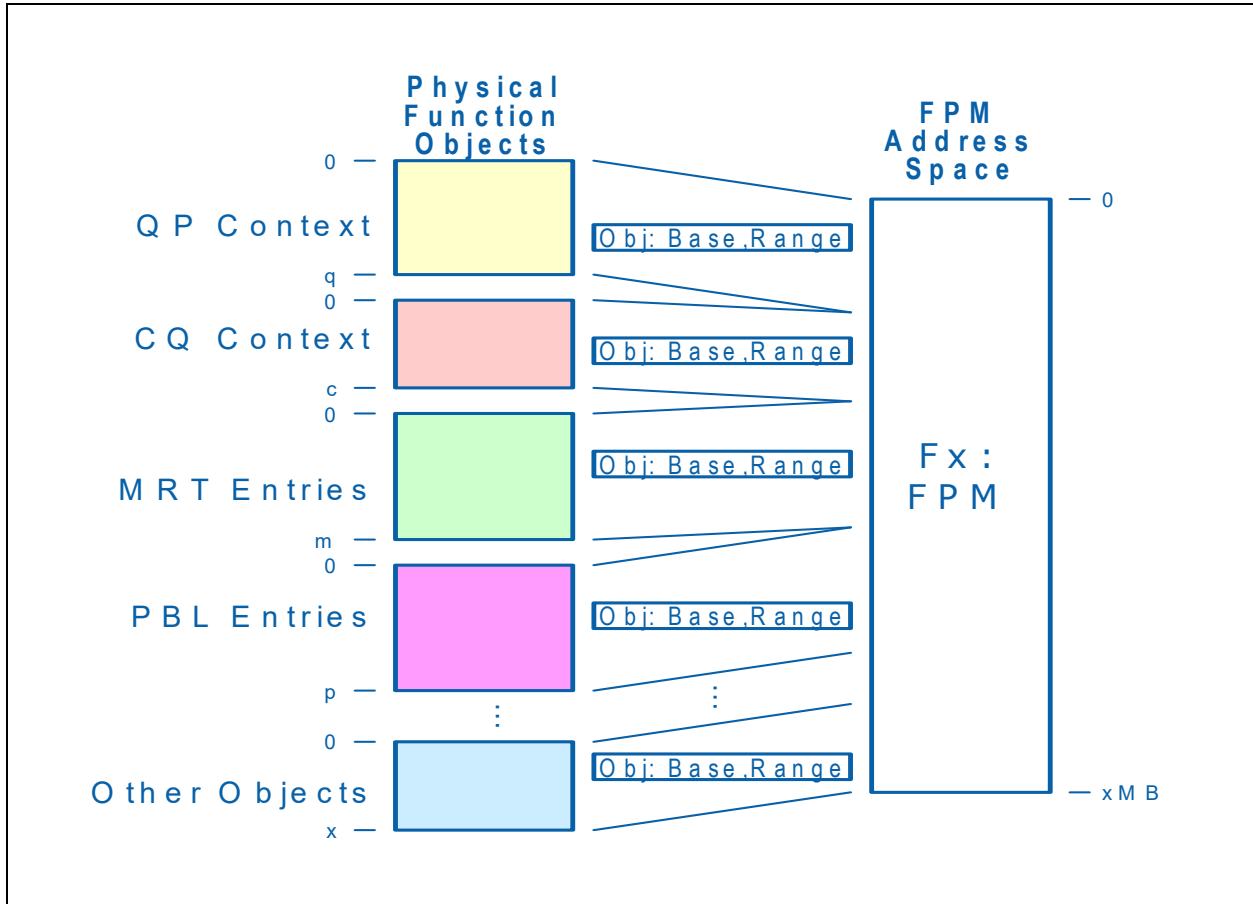 Physical
Function
Objects
FPM
Address
Space
0
0
QP Context
Obj: Base,Range
q
0
CQ Context
Obj: Base,Range
c
0
MRT Entries
Obj: Base,Range
Fx:
FPM
m
0
PBL Entries
Obj: Base,Range
p
⋮
⋮
0
Other Objects
Obj: Base,Range
xMB
x